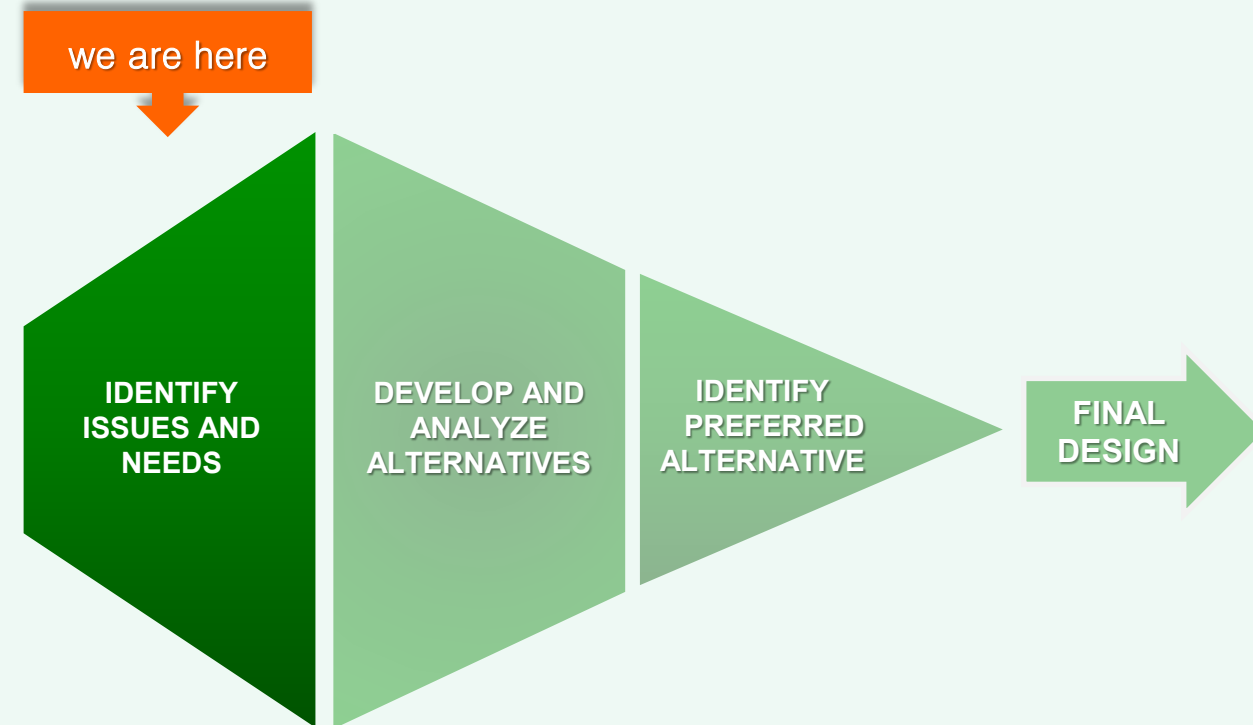 we are here
IDENTIFY
ISSUES AND
NEEDS
DEVELOP AND
ANALYZE
ALTERNATIVES
IDENTIFY
PREFERRED
ALTERNATIVE
FINAL
DESIGN